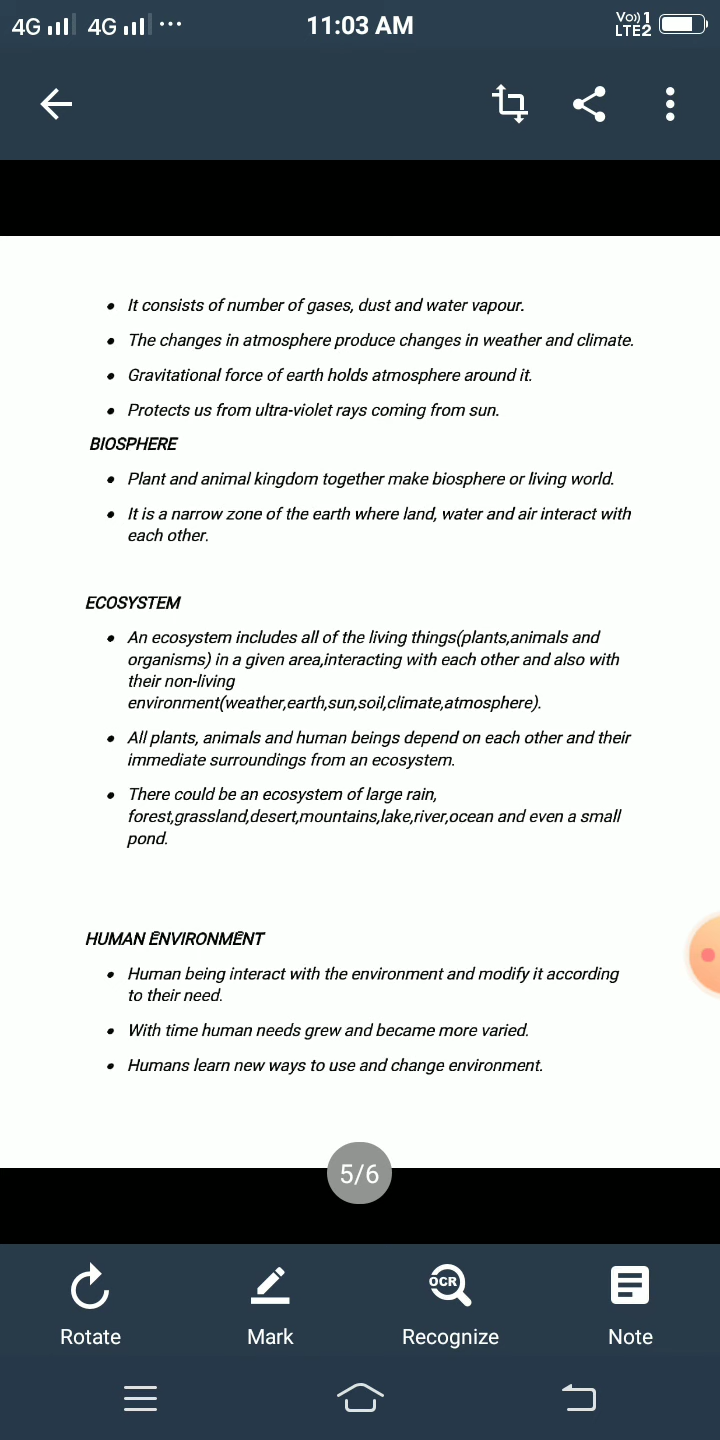 4G 4G ... 11:03 AM Vo)) 1
LTE2
• It consists of number of gases, dust and water vapour.
• The changes in atmosphere produce changes in weather and climate.
• Gravitational force of earth holds atmosphere around it.
• Protects us from ultra-violet rays coming from sun.
BIOSPHERE
• Plant and animal kingdom together make biosphere or living world.
• It is a narrow zone of the earth where land, water and air interact with
each other.
ECOSYSTEM
• An ecosystem includes all of the living things(plants,animals and
organisms) in a given area,interacting with each other and also with
their non-living
environment(weather,earth,sun,soil,climate,atmosphere).
• All plants, animals and human beings depend on each other and their
immediate surroundings from an ecosystem.
• There could be an ecosystem of large rain,
forest,grassland,desert,mountains,lake,river,ocean and even a small
pond.
HUMAN ĒNVIRONMĒNT
• Human being interact with the environment and modify it according
to their need.
• With time human needs grew and became more varied.
• Humans learn new ways to use and change environment.
5/6
OCR
Rotate Mark Recognize Note